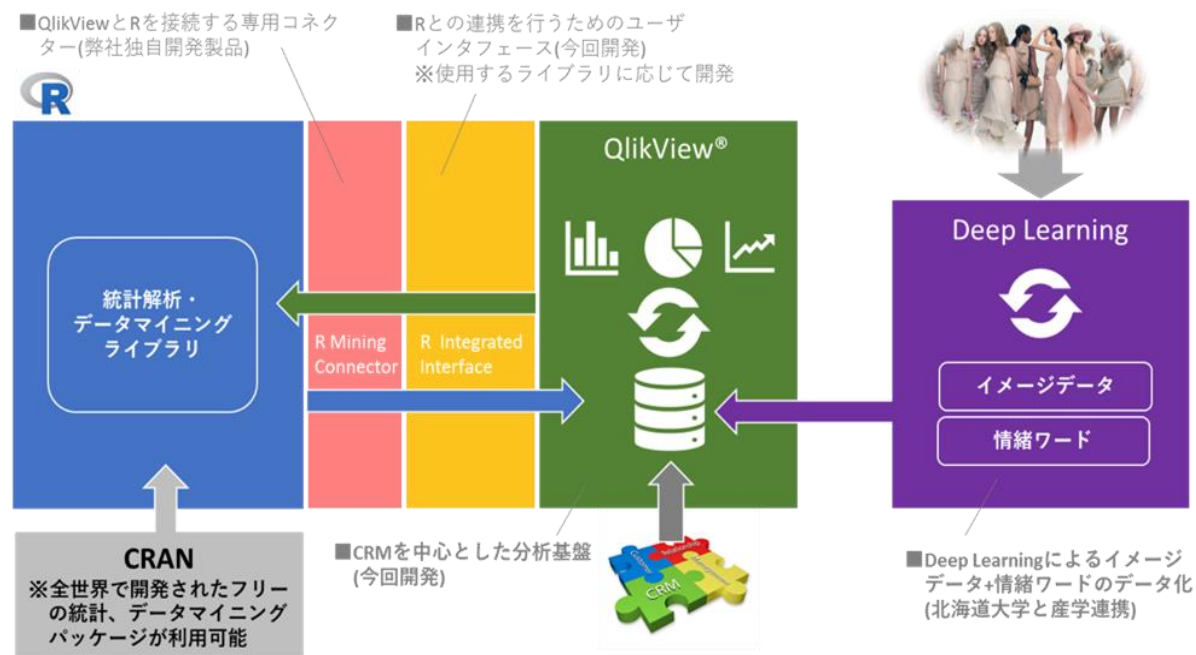 ■QlikViewとRを接続する専用コネク
ター(弊社独自開発製品)
■Rとの連携を行うためのユーザ
インタフェース(今回開発)
※使用するライブラリに応じて開発
R
QlikView®
Deep Learning
統計解析・
データマイニング
ライブラリ
R Mining
Connector
R Integrated
Interface
イメージデータ
情緒ワード
CRAN
※全世界で開発されたフリー
の統計、データマイニング
パッケージが利用可能
■CRMを中心とした分析基盤
(今回開発)
Customer
Relationship
Management
CRM
■Deep Learningによるイメージ
データ+情緒ワードのデータ化
(北海道大学と産学連携)